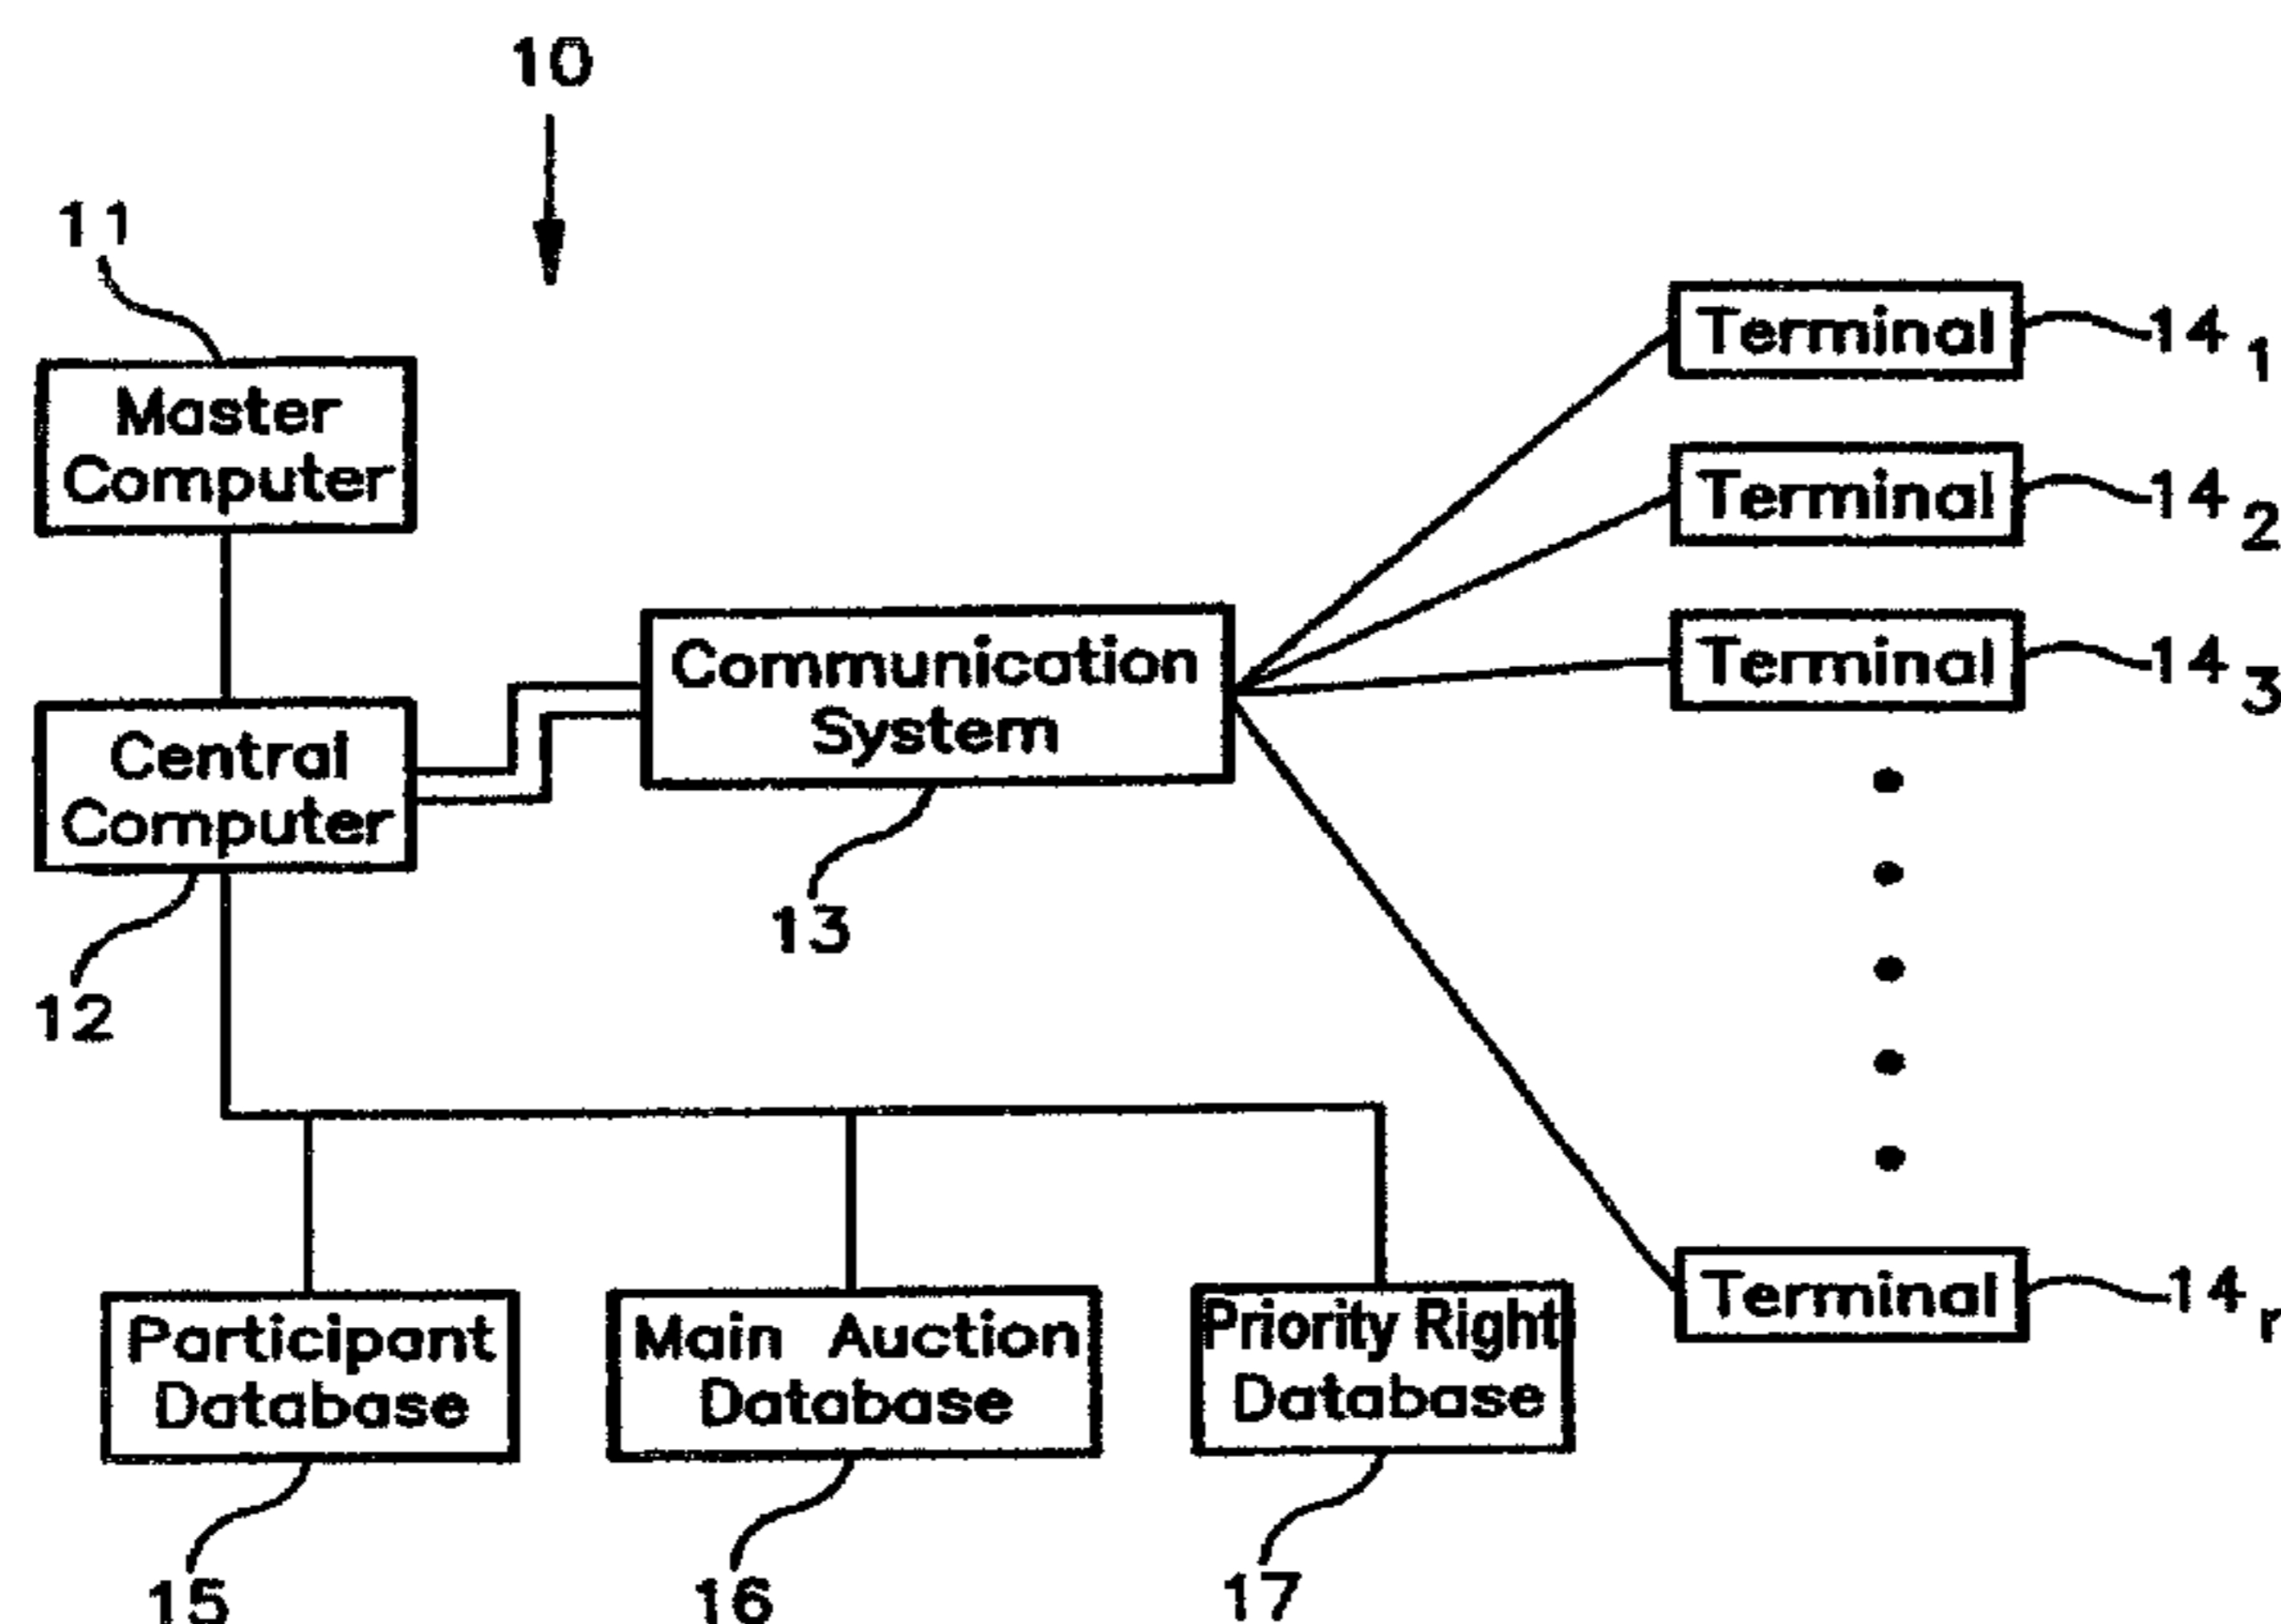 10
11
Master
Computer
Terminal 14 1
Terminal 14 2
Terminal 14 3
Communication
System
Central
Computer
13
12
Terminal 14
Participant
Database
Main Auction
Database
Priority Right
Database
15
16
17